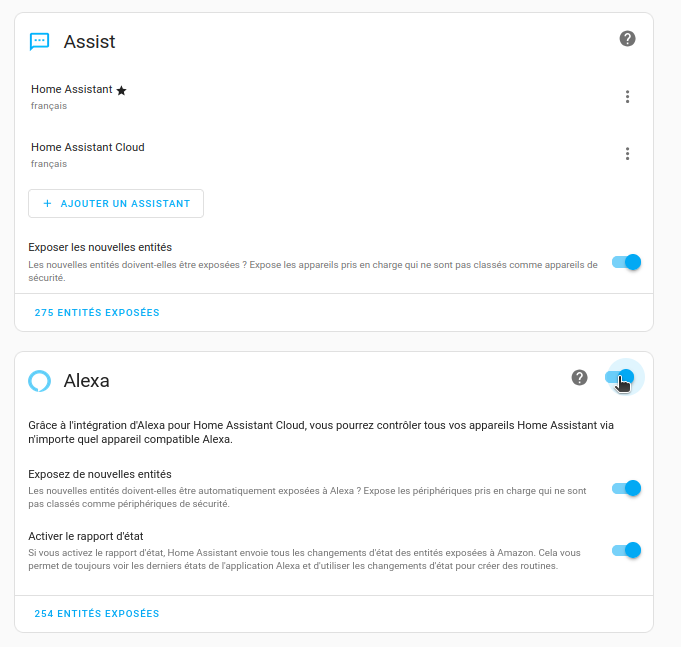 Assist
Home Assistant
français
Home Assistant Cloud
français
AJOUTER UN ASSISTANT
Exposer les nouvelles entités
Les nouvelles entités doivent-elles être exposées ? Expose les appareils pris en charge qui ne sont pas classés comme appareils de
sécurité.
275 ENTITÉS EXPOSÉES
Alexa
Grâce à l'intégration d'Alexa pour Home Assistant Cloud, vous pourrez contrôler tous vos appareils Home Assistant via
n'importe quel appareil compatible Alexa.
Exposez de nouvelles entités
Les nouvelles entités doivent-elles être automatiquement exposées à Alexa ? Expose les périphériques pris en charge qui ne sont
pas classés comme périphériques de sécurité.
Activer le rapport d'état
Si vous activez le rapport d'état, Home Assistant envoie tous les changements d'état des entités exposées à Amazon. Cela vous
permet de toujours voir les derniers états de l'application Alexa et d'utiliser les changements d'état pour créer des routines.
254 ENTITÉS EXPOSÉES